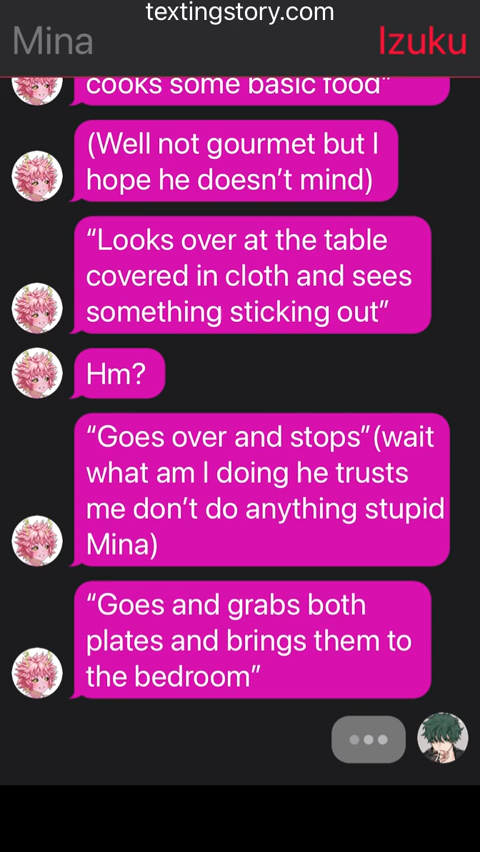 textingstory.com
Mina
Izuku
cooks some basic food”
(Well not gourmet but I
hope he doesn’t mind)
“Looks over at the table
covered in cloth and sees
something sticking out”
Hm?
“Goes over and stops”(wait
what am I doing he trusts
me don’t do anything stupid
Mina)
“Goes and grabs both
plates and brings them to
the bedroom”